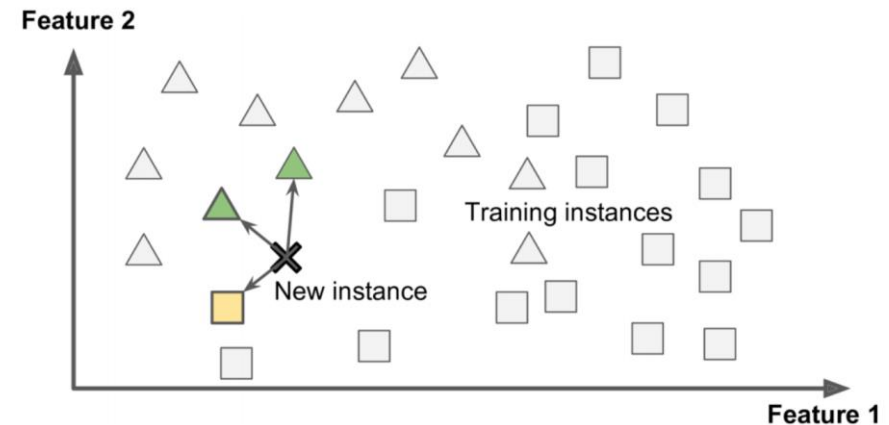 Feature 2
Training instances
New instance
Feature 1